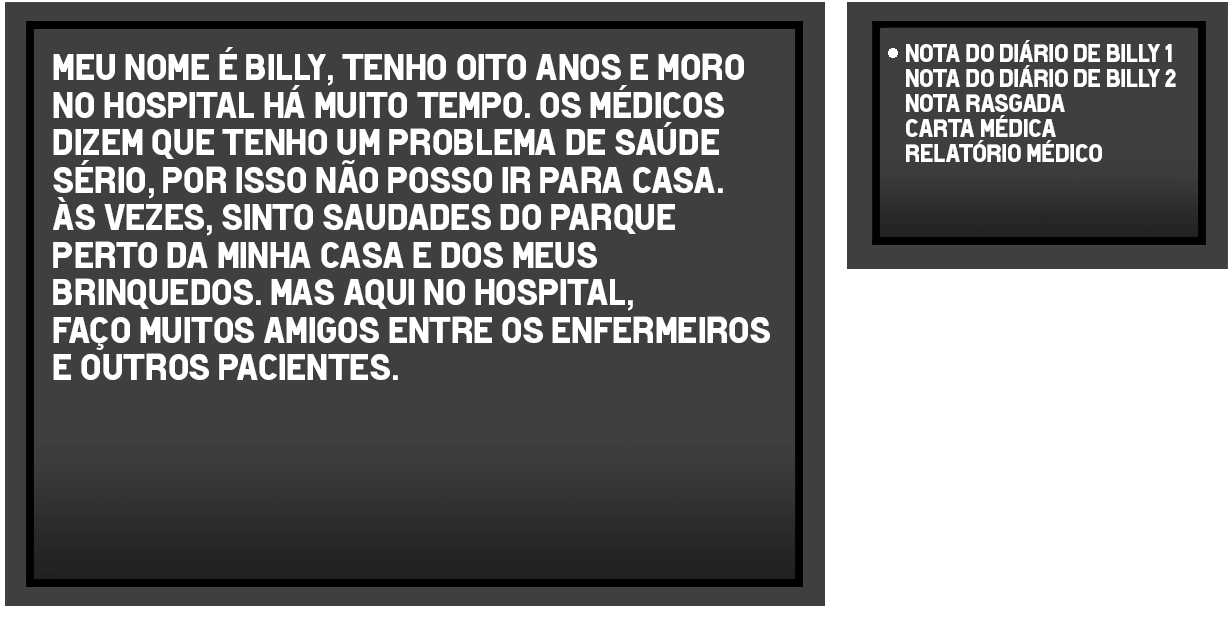 MEU NOME É BILLY, TENHO OITO ANOS E MORO
NO HOSPITAL HÁ MUITO TEMPO. OS MÉDICOS
DIZEM QUE TENHO UM PROBLEMA DE SAÚDE
SÉRIO, POR ISSO NÃO POSSO IR PARA CASA.
ÀS VEZES, SINTO SAUDADES DO PARQUE
PERTO DA MINHA CASA E DOS MEUS
BRINQUEDOS. MAS AQUI NO HOSPITAL,
FAÇO MUITOS AMIGOS ENTRE OS ENFERMEIROS
E OUTROS PACIENTES.
NOTA DO DIÁRIO DE BILLY 1
NOTA DO DIÁRIO DE BILLY 2
NOTA RASGADA
CARTA MÉDICA
RELATÓRIO MÉDICO